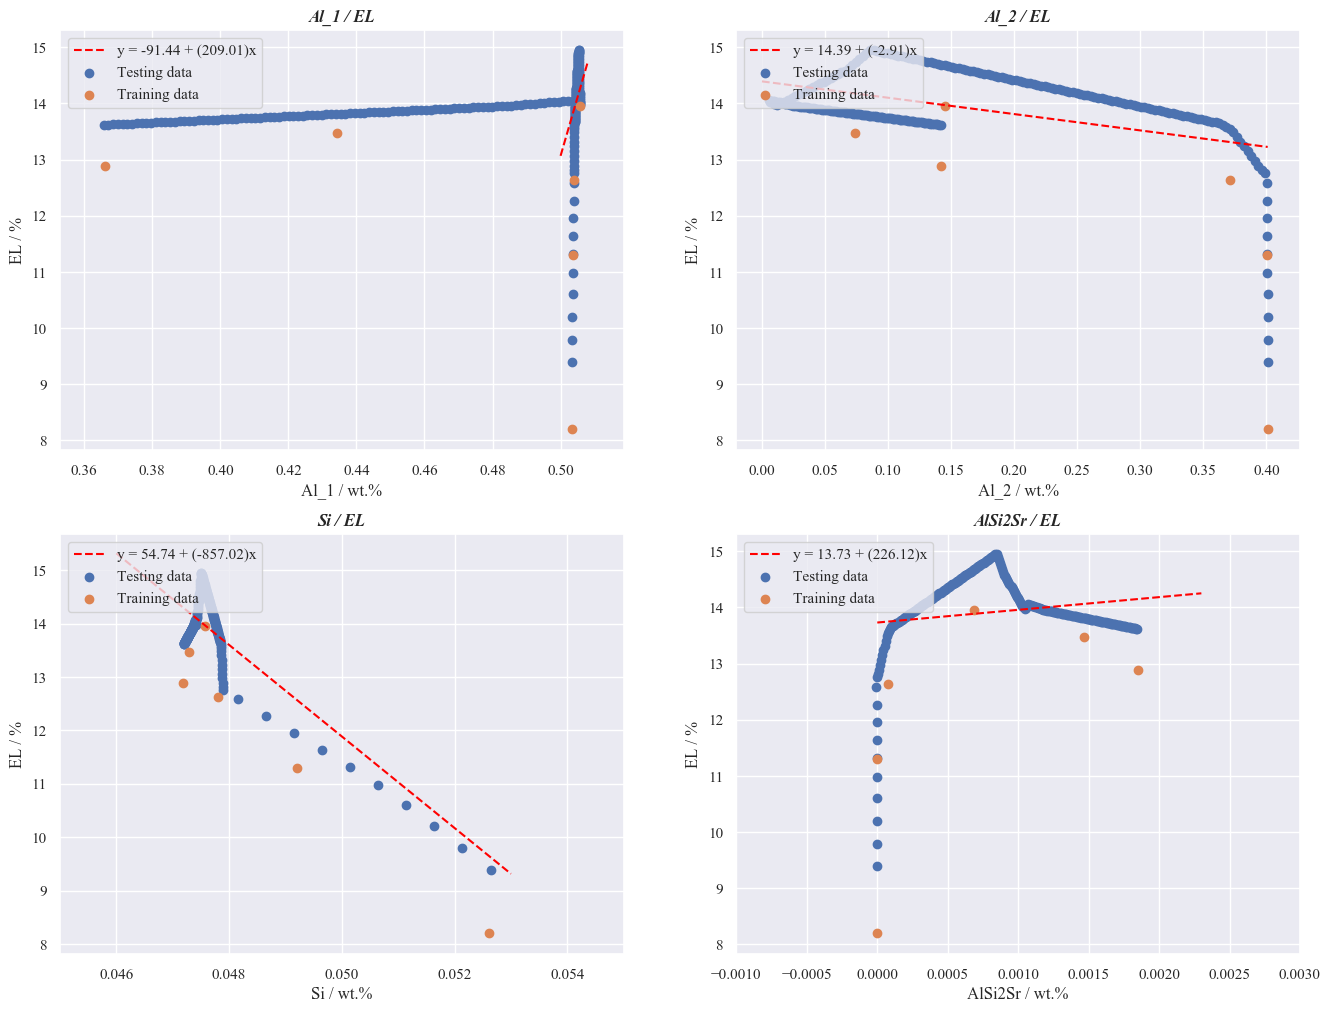 Al_1 / EL
y = -91.44 + (209.01)x
Testing data
Training data
15
14
13
12
11
10
9
8
EL / %
0.36 0.38 0.40 0.42 0.44 0.46 0.48 0.50
Al_1 / wt.%
Al_2 / EL
y = 14.39 + (-2.91)x
Testing data
Training data
15
14
13
12
11
10
9
8
EL / %
0.00 0.05 0.10 0.15 0.20 0.25 0.30 0.35 0.40
Al_2 / wt.%
Si / EL
y = 54.74 + (-857.02)x
Testing data
Training data
15
14
13
12
11
10
9
8
EL / %
0.046 0.048 0.050 0.052 0.054
Si / wt.%
AlSi2Sr / EL
y = 13.73 + (226.12)x
Testing data
Training data
15
14
13
12
11
10
9
8
EL / %
−0.0010 −0.0005 0.0000 0.0005 0.0010 0.0015 0.0020 0.0025 0.0030
AlSi2Sr / wt.%